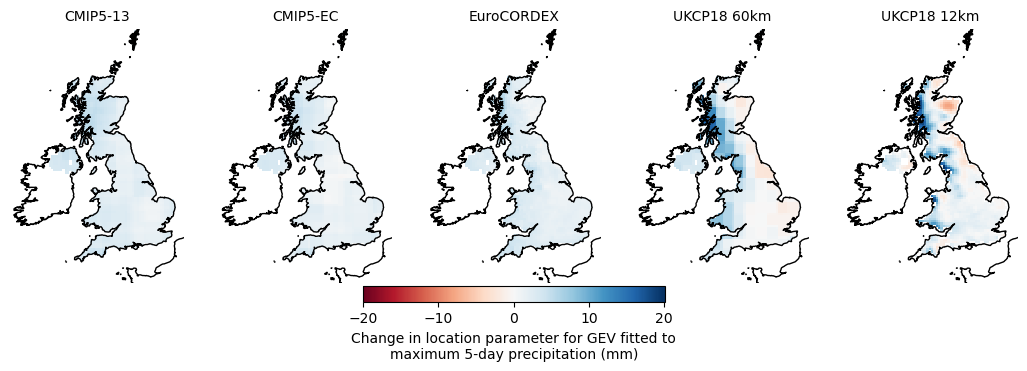 CMIP5-13 CMIP5-EC EuroCORDEX UKCP18 60km UKCP18 12km
−20 −10 0 10 20
Change in location parameter for GEV fitted to
maximum 5-day precipitation (mm)